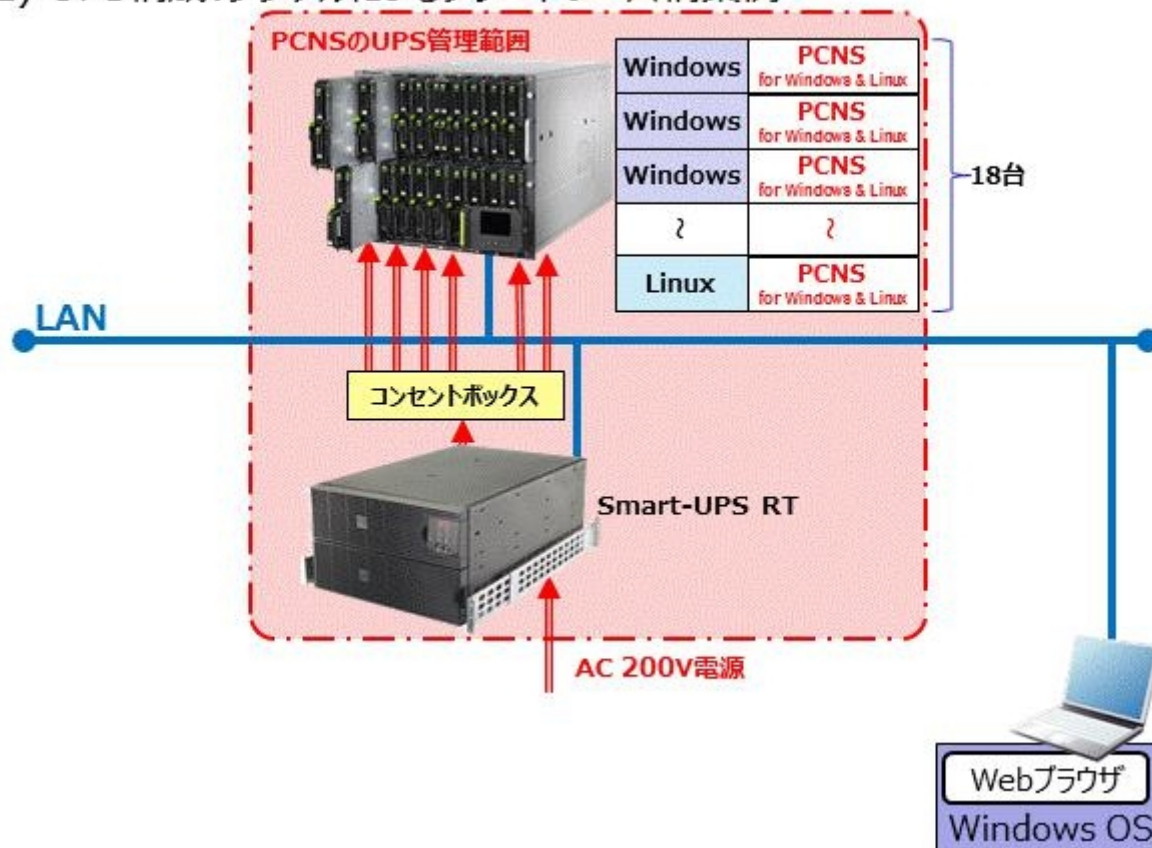 PCNSのUPS管理範囲
Windows PCNS
for Windows & Linux
Windows PCNS
for Windows & Linux
Windows PCNS
for Windows & Linux
~ ~
Linux PCNS
for Windows & Linux
18台
LAN
コンセントボックス
Smart-UPS RT
AC 200V電源
Webブラウザ
Windows OS